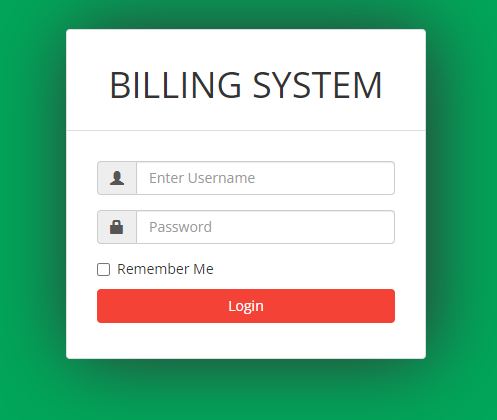 BILLING SYSTEM
Enter Username
Password
Remember Me
Login